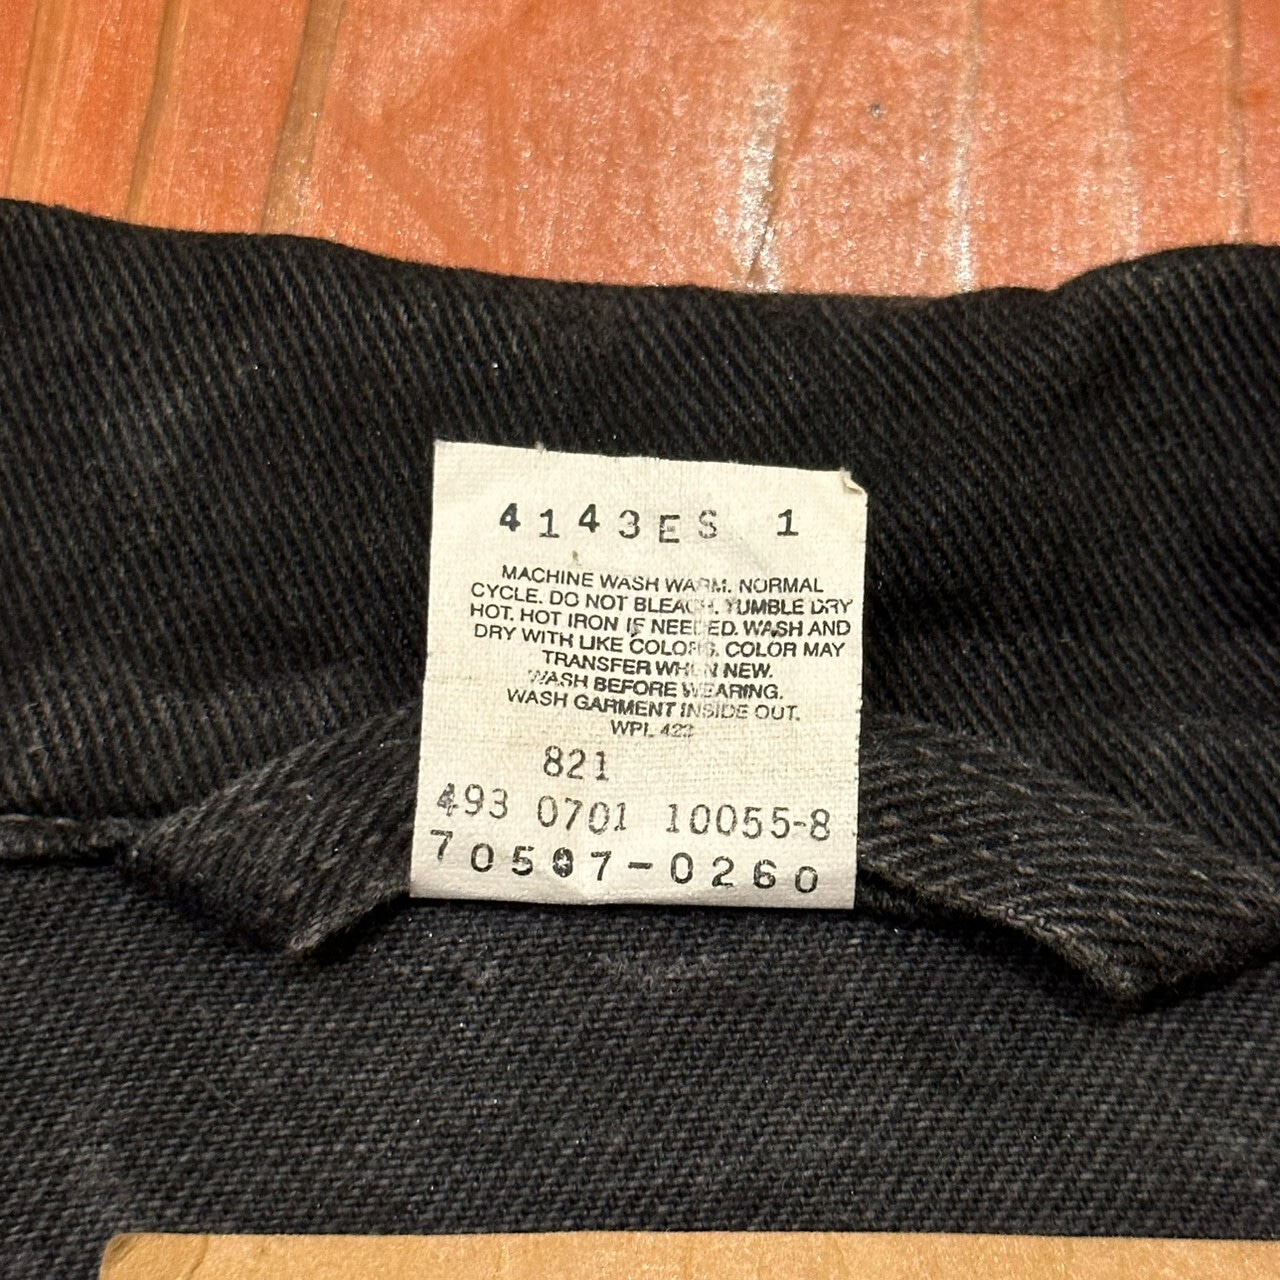 4143ES 1
MACHINE WASH WARM. NORMAL
CYCLE. DO NOT BLEACH. TUMBLE DRY
HOT. HOT IRON IF NEEDED. WASH AND
DRY WITH LIKE COLORS. COLOR MAY
TRANSFER WHEN NEW.
WASH BEFORE WEARING.
WASH GARMENT INSIDE OUT.
WPL 423
821
493 0701 10055-8
70507-0260